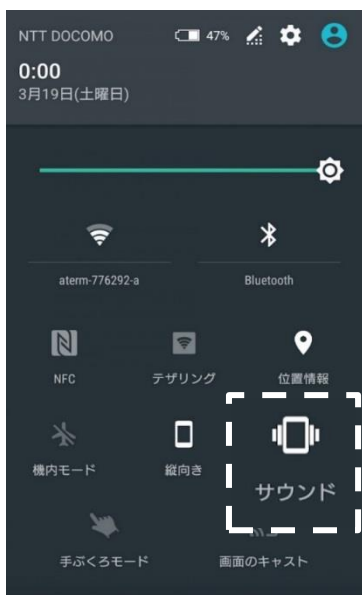 NTT DOCOMO 47%
0:00
3月19日(土曜日)
aterm-776292-a Bluetooth
NFC テザリング 位置情報
機内モード 縦向き サウンド
手ぶくろモード 画面のキャスト